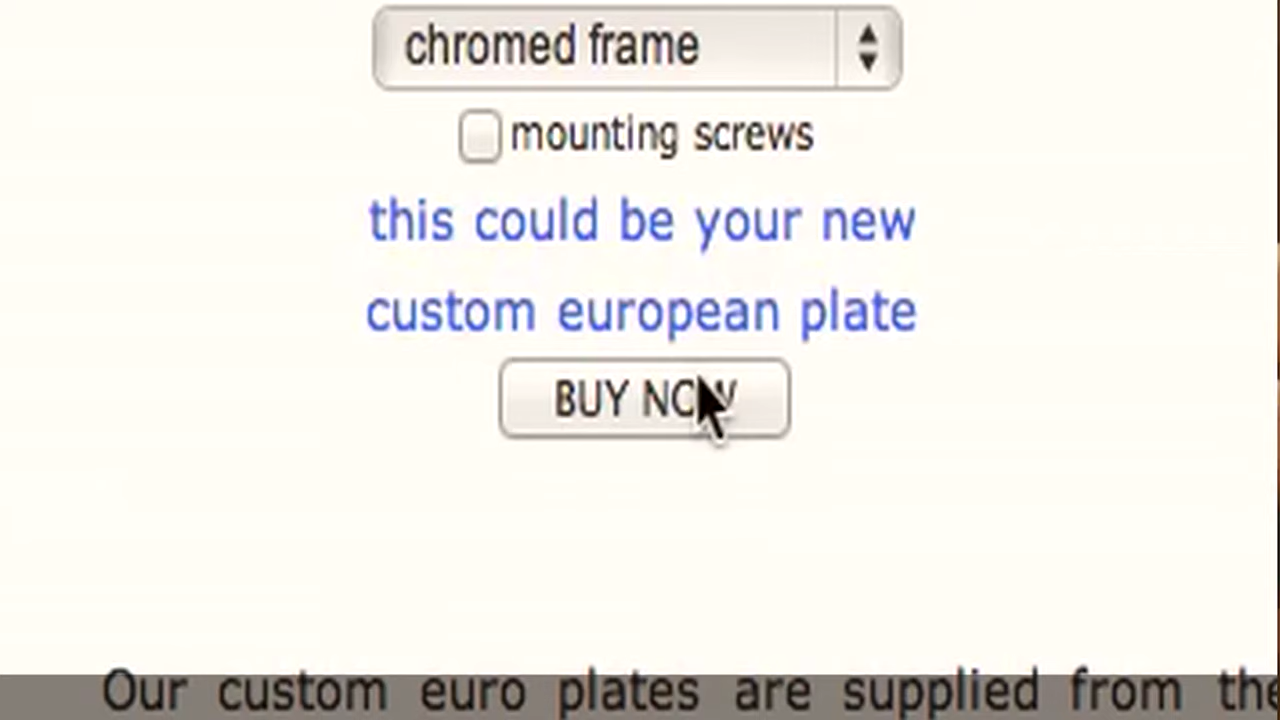 chromed frame
mounting screws
this could be your new
custom european plate
BUY NOW
Our custom euro plates are supplied from the